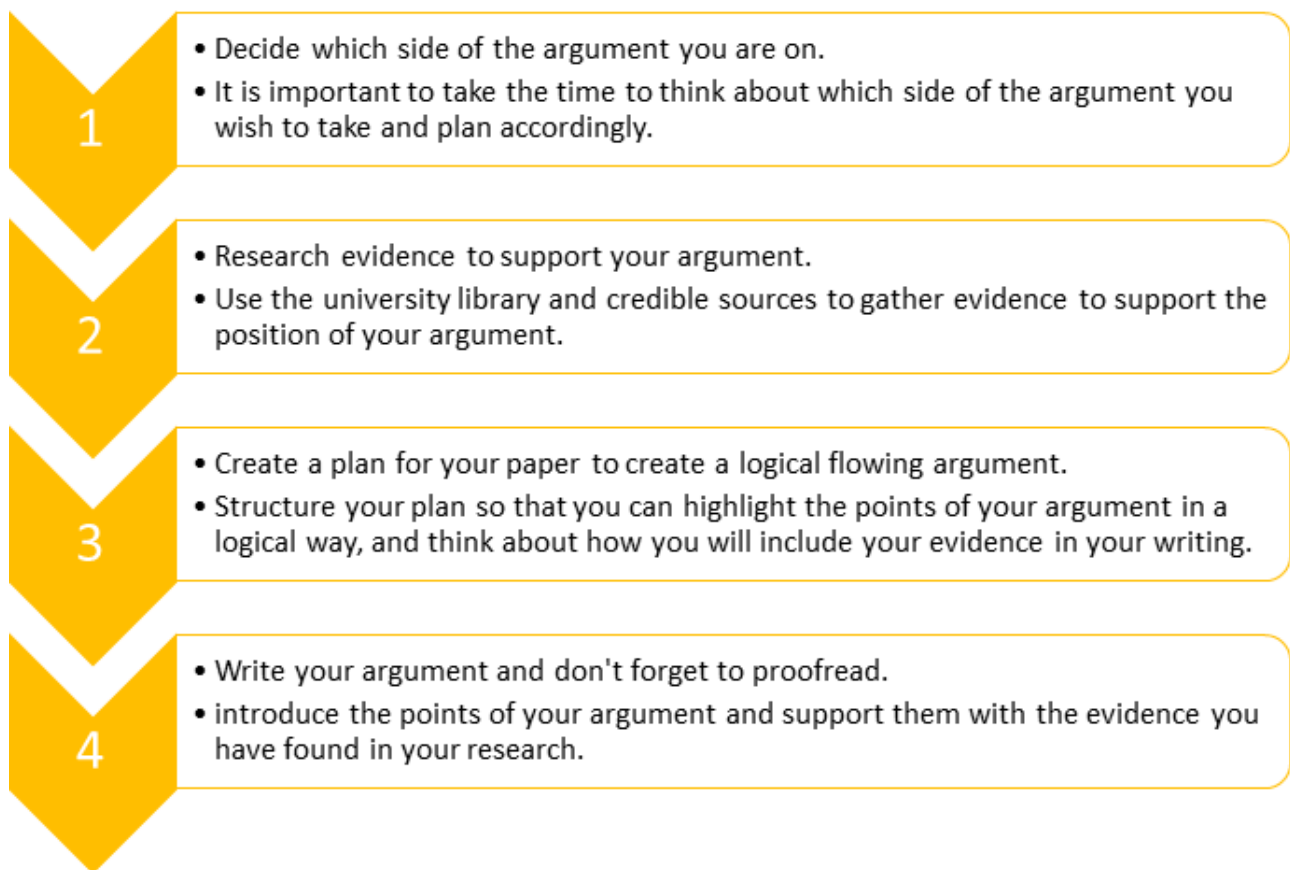 1
• Decide which side of the argument you are on.
• It is important to take the time to think about which side of the argument you
wish to take and plan accordingly.
2
• Research evidence to support your argument.
• Use the university library and credible sources to gather evidence to support the
position of your argument.
3
• Create a plan for your paper to create a logical flowing argument.
• Structure your plan so that you can highlight the points of your argument in a
logical way, and think about how you will include your evidence in your writing.
4
• Write your argument and don't forget to proofread.
• introduce the points of your argument and support them with the evidence you
have found in your research.